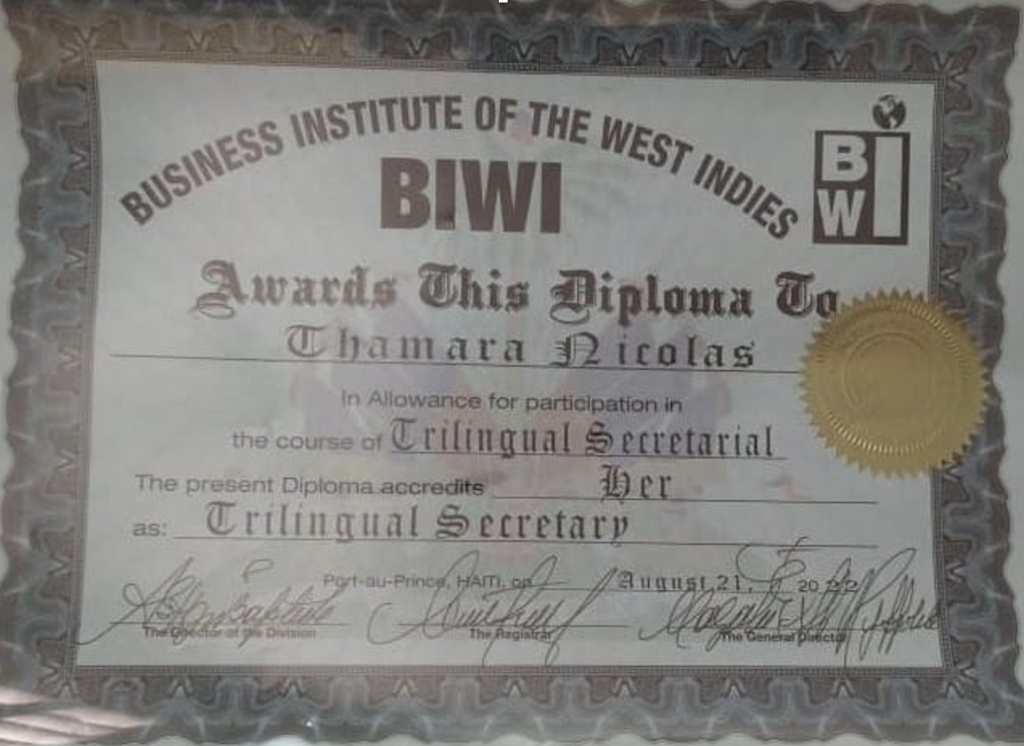 BUSINESS INSTITUTE OF THE WEST INDIES
BIWI
BWI
Awards This Diploma To
Thamara Nicolas
In Allowance for participation in
the course of Trilingual Secretarial
The present Diploma accredits Her
as: Trilingual Secretary
Port-au-Prince, HAITI, on August, 21, 2022
The Director of the Division
The Registrar
The General Director